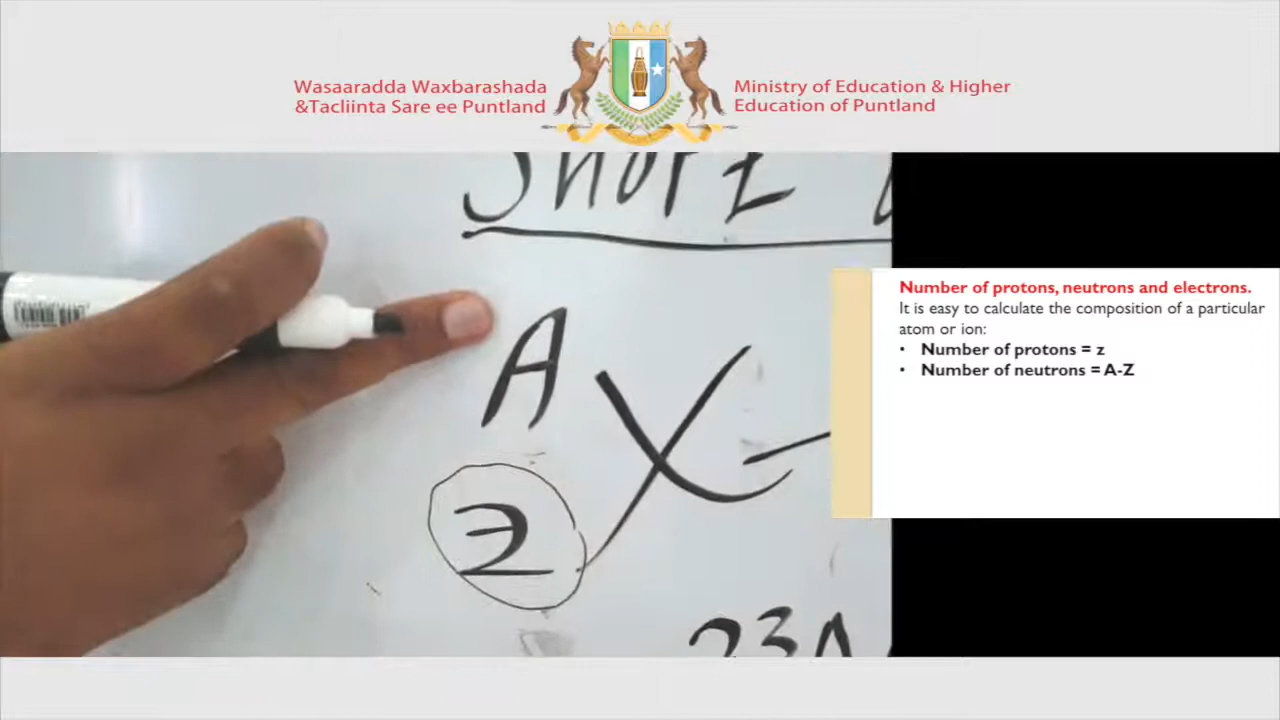 Wasaaradda Waxbarashada
&Tacliinta Sare ee Puntland
Ministry of Education & Higher
Education of Puntland
Short
A
X-
Z
Number of protons, neutrons and electrons.
It is easy to calculate the composition of a particular
atom or ion:
• Number of protons = z
• Number of neutrons = A-Z